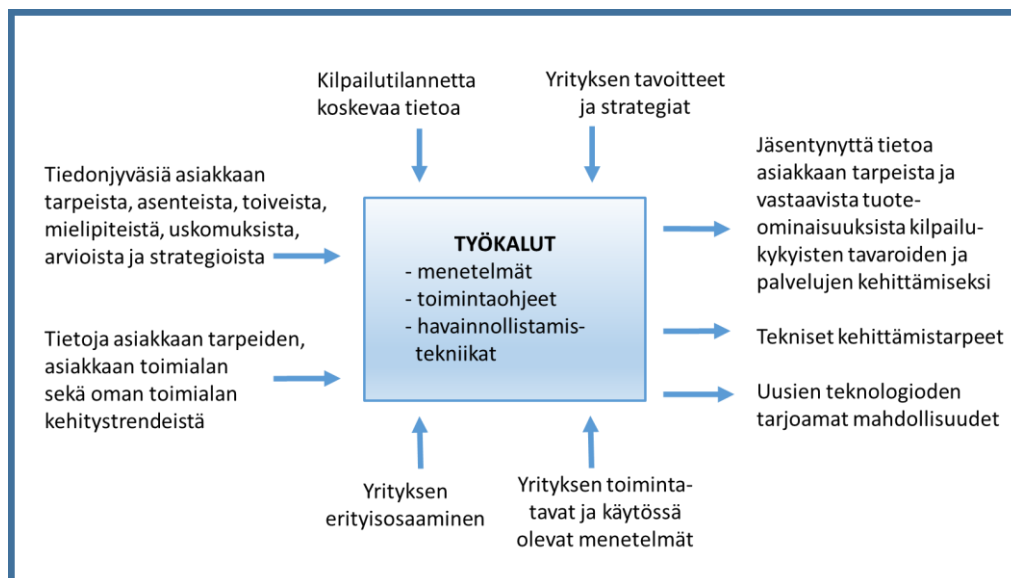 Kilpailutilannetta
koskevaa tietoa
Yrityksen tavoitteet
ja strategiat
Tiedonjyväsiä asiakkaan
tarpeista, asenteista, toiveista,
mielipiteistä, uskomuksista,
arvioista ja strategioista
Tietoja asiakkaan tarpeiden,
asiakkaan toimialan
sekä oman toimialan
kehitystrendeistä
TYÖKALUT
- menetelmät
- toimintaohjeet
- havainnollistamis-
tekniikat
Jäsentynyttä tietoa
asiakkaan tarpeista ja
vastaavista tuote-
ominaisuuksista kilpailu-
kykyisten tavaroiden ja
palvelujen kehittämiseksi
Tekniset kehittämistarpeet
Uusien teknologioden
tarjoamat mahdollisuudet
Yrityksen
erityisosaaminen
Yrityksen toiminta-
tavat ja käytössä
olevat menetelmät